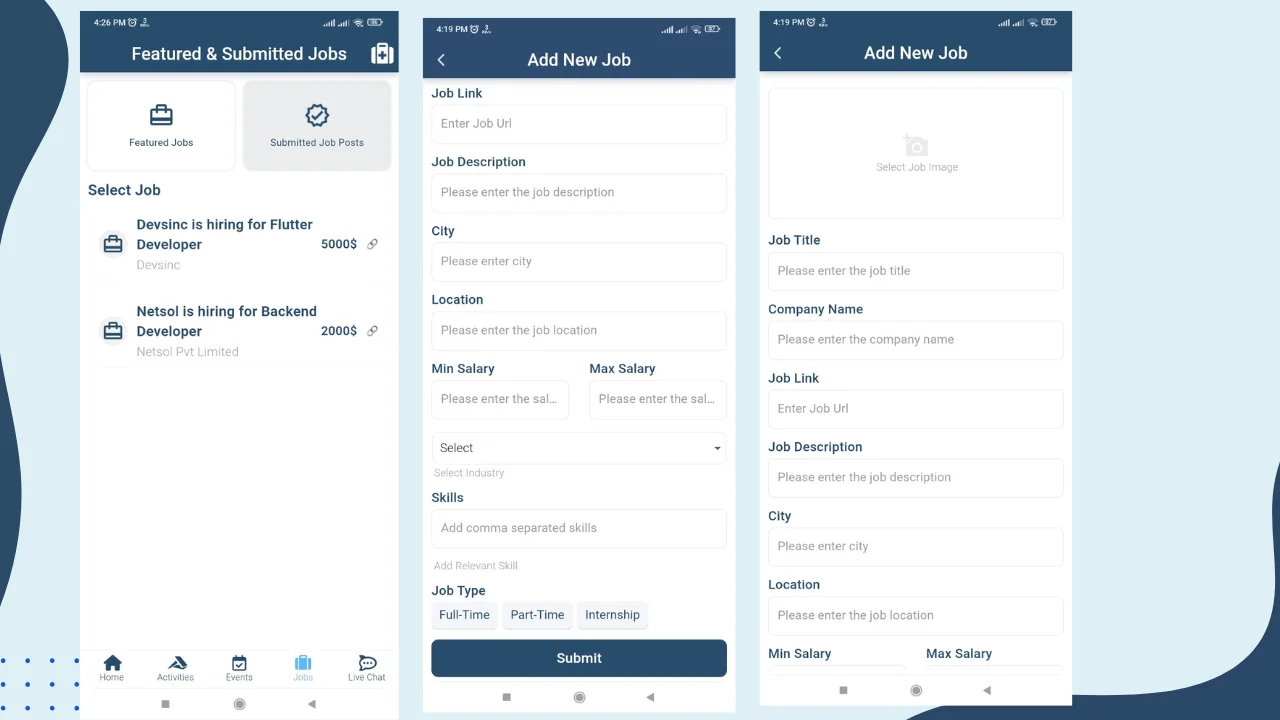 4:26 PM
Featured & Submitted Jobs
Featured Jobs
Submitted Job Posts
Select Job
Devsinc is hiring for Flutter
Developer
5000$
Devsinc
Netsol is hiring for Backend
Developer
2000$
Netsol Pvt Limited
Home
Activities
Events
Jobs
Live Chat
4:19 PM
Add New Job
Job Link
Enter Job Url
Job Description
Please enter the job description
City
Please enter city
Location
Please enter the job location
Min Salary
Max Salary
Please enter the sal...
Please enter the sal...
Select
Select Industry
Skills
Add comma separated skills
Add Relevant Skill
Job Type
Full-Time
Part-Time
Internship
Submit
4:19 PM
Add New Job
Select Job Image
Job Title
Please enter the job title
Company Name
Please enter the company name
Job Link
Enter Job Url
Job Description
Please enter the job description
City
Please enter city
Location
Please enter the job location
Min Salary
Max Salary